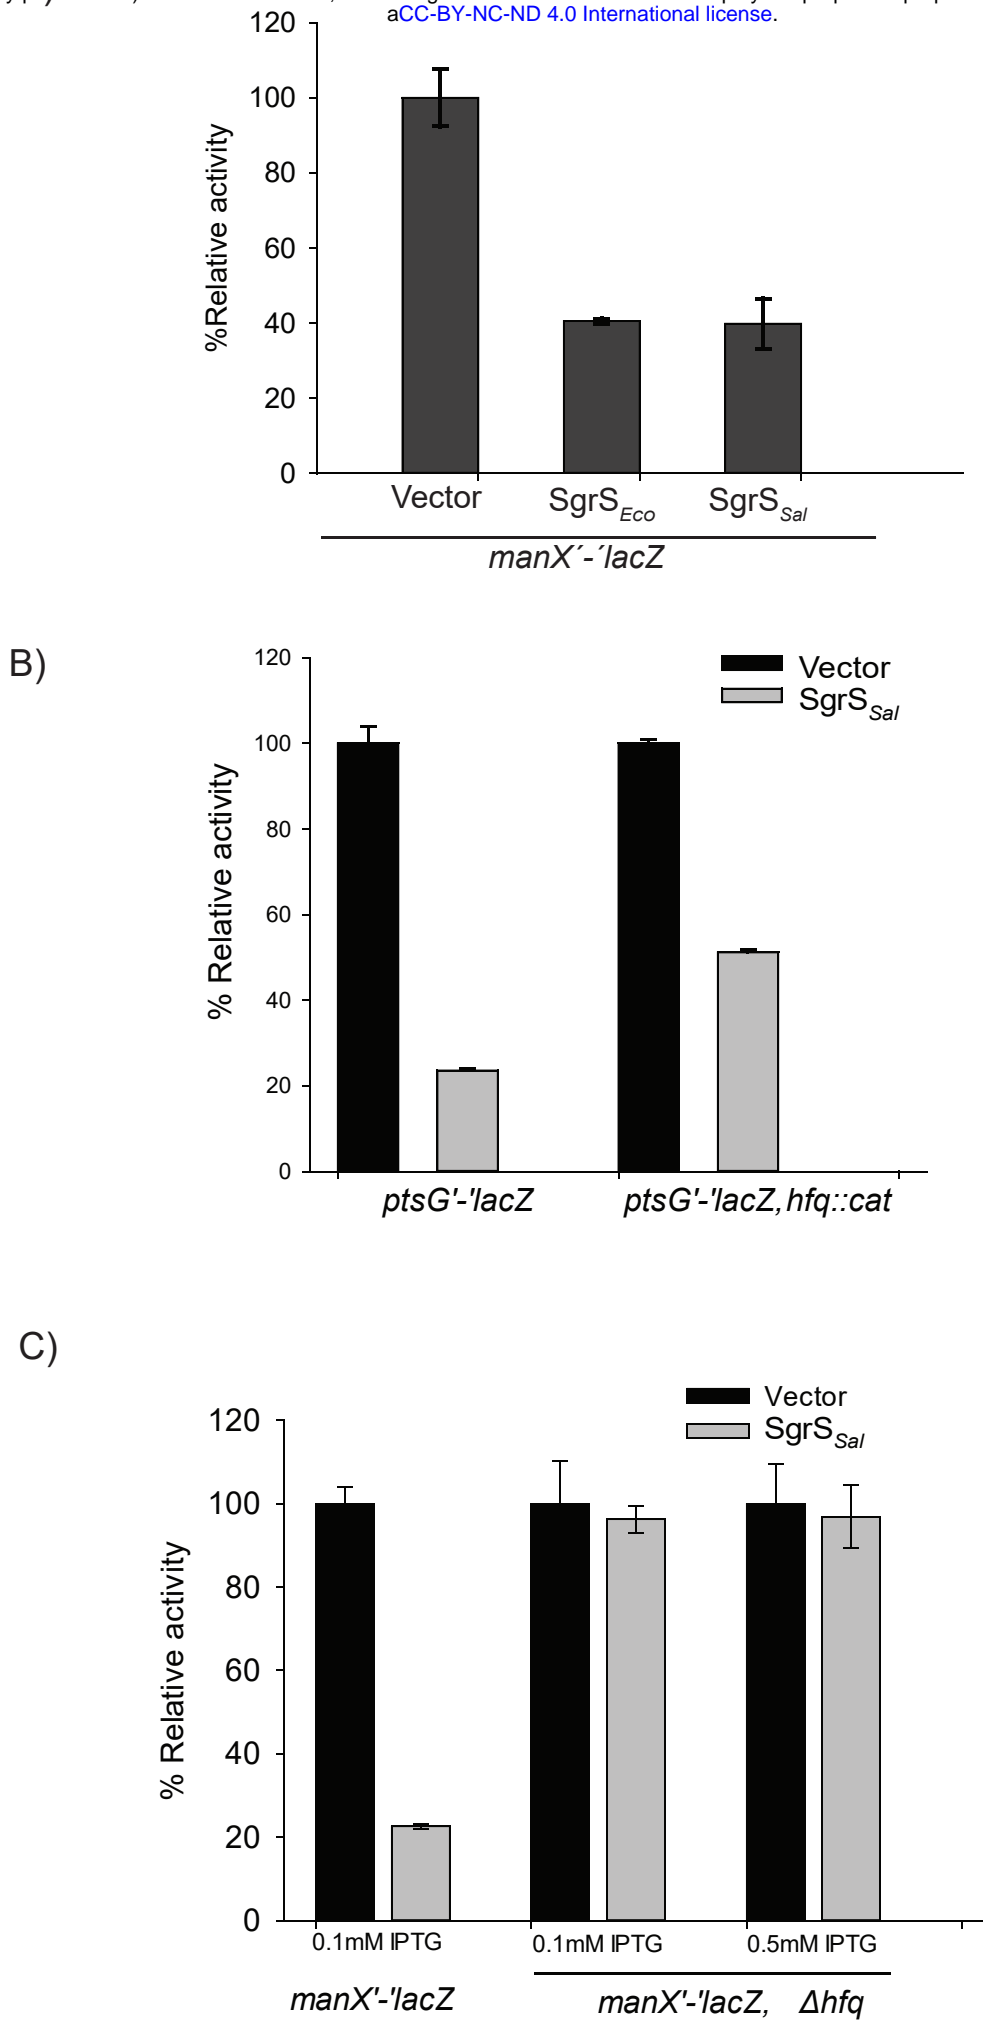 aCC-BY-NC-ND 4.0 International license.
120
100
80
60
40
20
0
%Relative activity
Vector SgrSEco SgrSSal
manX´-´lacZ
B)
Vector
SgrSSal
120
100
80
60
40
20
0
% Relative activity
ptsG'-'lacZ ptsG'-'lacZ, hfq::cat
C)
Vector
SgrSSal
120
100
80
60
40
20
0
% Relative activity
0.1mM IPTG 0.1mM IPTG 0.5mM IPTG
manX'-'lacZ manX'-'lacZ, Δhfq